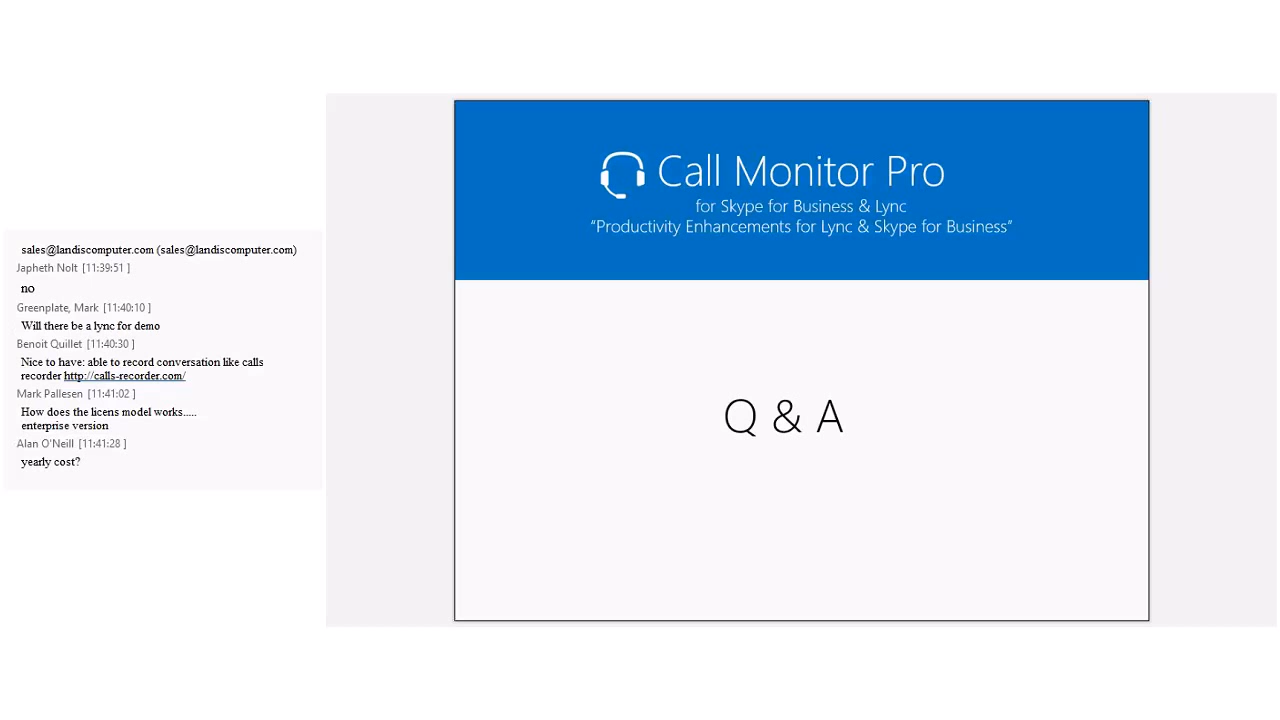 sales@landiscomputer.com (sales@landiscomputer.com)
Japheth Nolt [11:39:51 ]
no
Greenplate, Mark [11:40:10 ]
Will there be a lync for demo
Benoit Quillet [11:40:30 ]
Nice to have: able to record conversation like calls
recorder http://calls-recorder.com/
Mark Pallesen [11:41:02 ]
How does the licens model works.....
enterprise version
Alan O'Neill [11:41:28 ]
yearly cost?
Call Monitor Pro
for Skype for Business & Lync
“Productivity Enhancements for Lync & Skype for Business”
Q & A